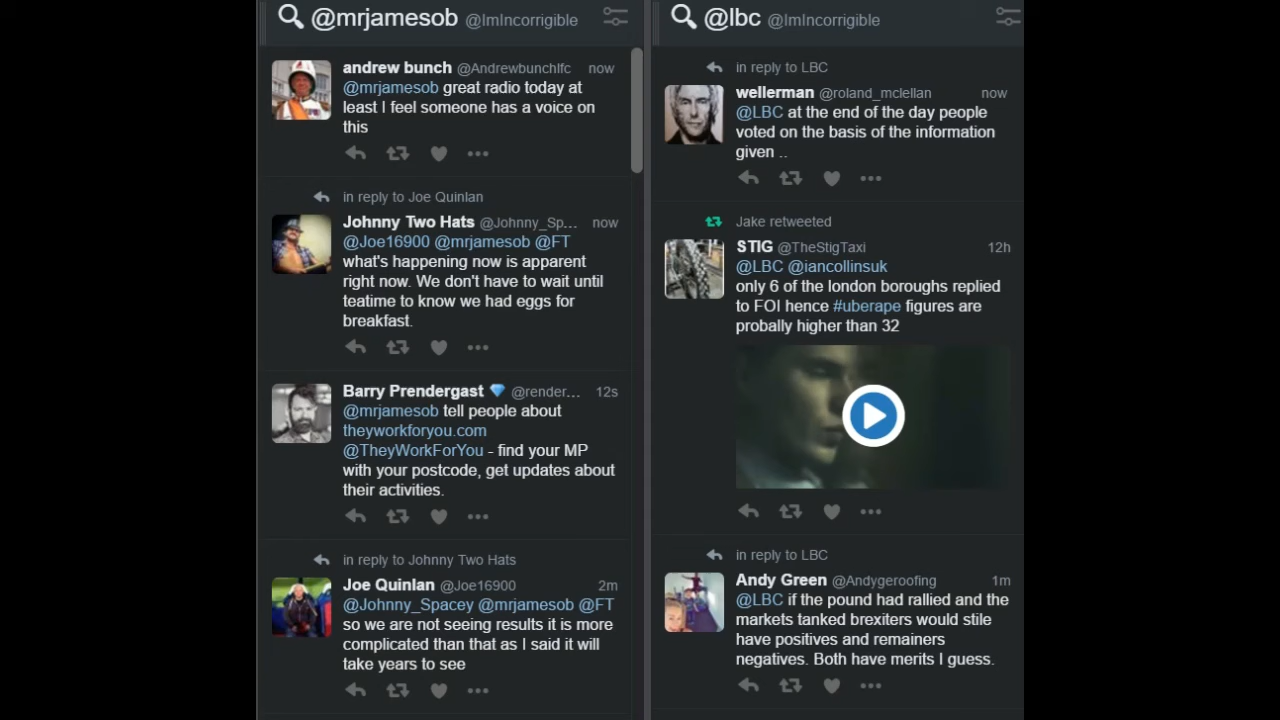 @mrjamesob @ImIncorrigible
andrew bunch @Andrewbunchlfc now
@mrjamesob great radio today at
least I feel someone has a voice on
this
in reply to Joe Quinlan
Johnny Two Hats @Johnny_Sp... now
@Joe16900 @mrjamesob @FT
what's happening now is apparent
right now. We don't have to wait until
teatime to know we had eggs for
breakfast.
Barry Prendergast @render... 12s
@mrjamesob tell people about
theyworkforyou.com
@TheyWorkForYou - find your MP
with your postcode, get updates about
their activities.
in reply to Johnny Two Hats
Joe Quinlan @Joe16900 2m
@Johnny_Spacey @mrjamesob @FT
so we are not seeing results it is more
complicated than that as I said it will
take years to see
@lbc @ImIncorrigible
in reply to LBC
wellerman @roland_mclellan now
@LBC at the end of the day people
voted on the basis of the information
given ..
Jake retweeted
STIG @TheStigTaxi 12h
@LBC @iancollinsuk
only 6 of the london boroughs replied
to FOI hence #uberape figures are
probally higher than 32
in reply to LBC
Andy Green @Andygeroofing 1m
@LBC if the pound had rallied and the
markets tanked brexiters would stile
have positives and remainers
negatives. Both have merits I guess.